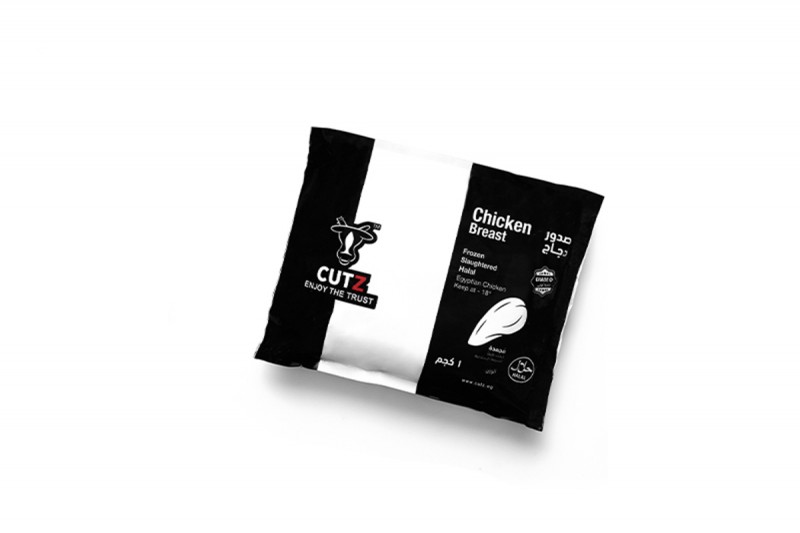 CUTZ
ENJOY THE TRUST
Chicken
Breast
صدور
دجاج
Frozen
Slaughtered
Halal
Egyptian Chicken
Keep at - 18°
مجمدة
١ كجم
حلال
HALAL
www.cutz.eg